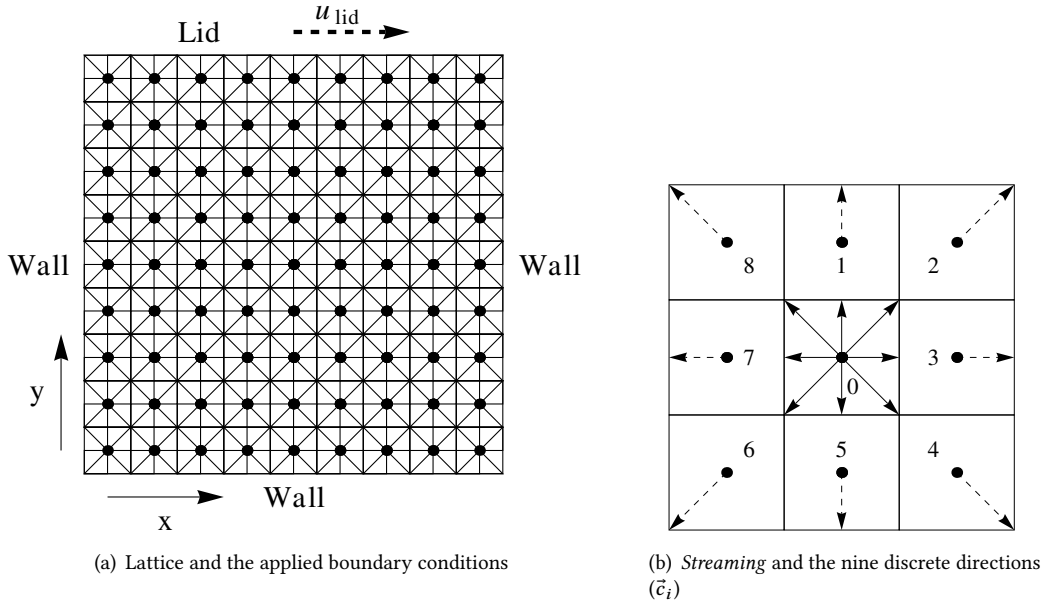 Lid
u lid
Wall
Wall
y
x
Wall
(a) Lattice and the applied boundary conditions
8
1
2
7
0
3
6
5
4
(b) Streaming and the nine discrete directions
(c⃗ᵢ)